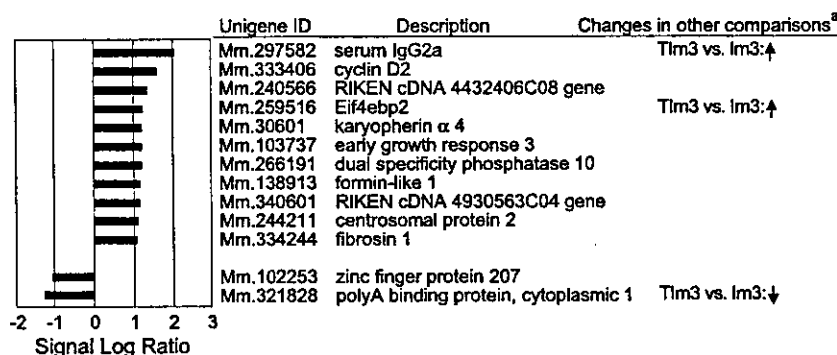 Unigene ID Description Changes in other comparisons a
Mm.297582 serum IgG2a TIm3 vs. Im3:↑
Mm.333406 cyclin D2
Mm.240566 RIKEN cDNA 4432406C08 gene
Mm.259516 Eif4ebp2 TIm3 vs. Im3:↑
Mm.30601 karyopherin α 4
Mm.103737 early growth response 3
Mm.266191 dual specificity phosphatase 10
Mm.138913 formin-like 1
Mm.340601 RIKEN cDNA 4930563C04 gene
Mm.244211 centrosomal protein 2
Mm.334244 fibrosin 1
Mm.102253 zinc finger protein 207
Mm.321828 polyA binding protein, cytoplasmic 1 TIm3 vs. Im3:↓
-2 -1 0 1 2 3
Signal Log Ratio